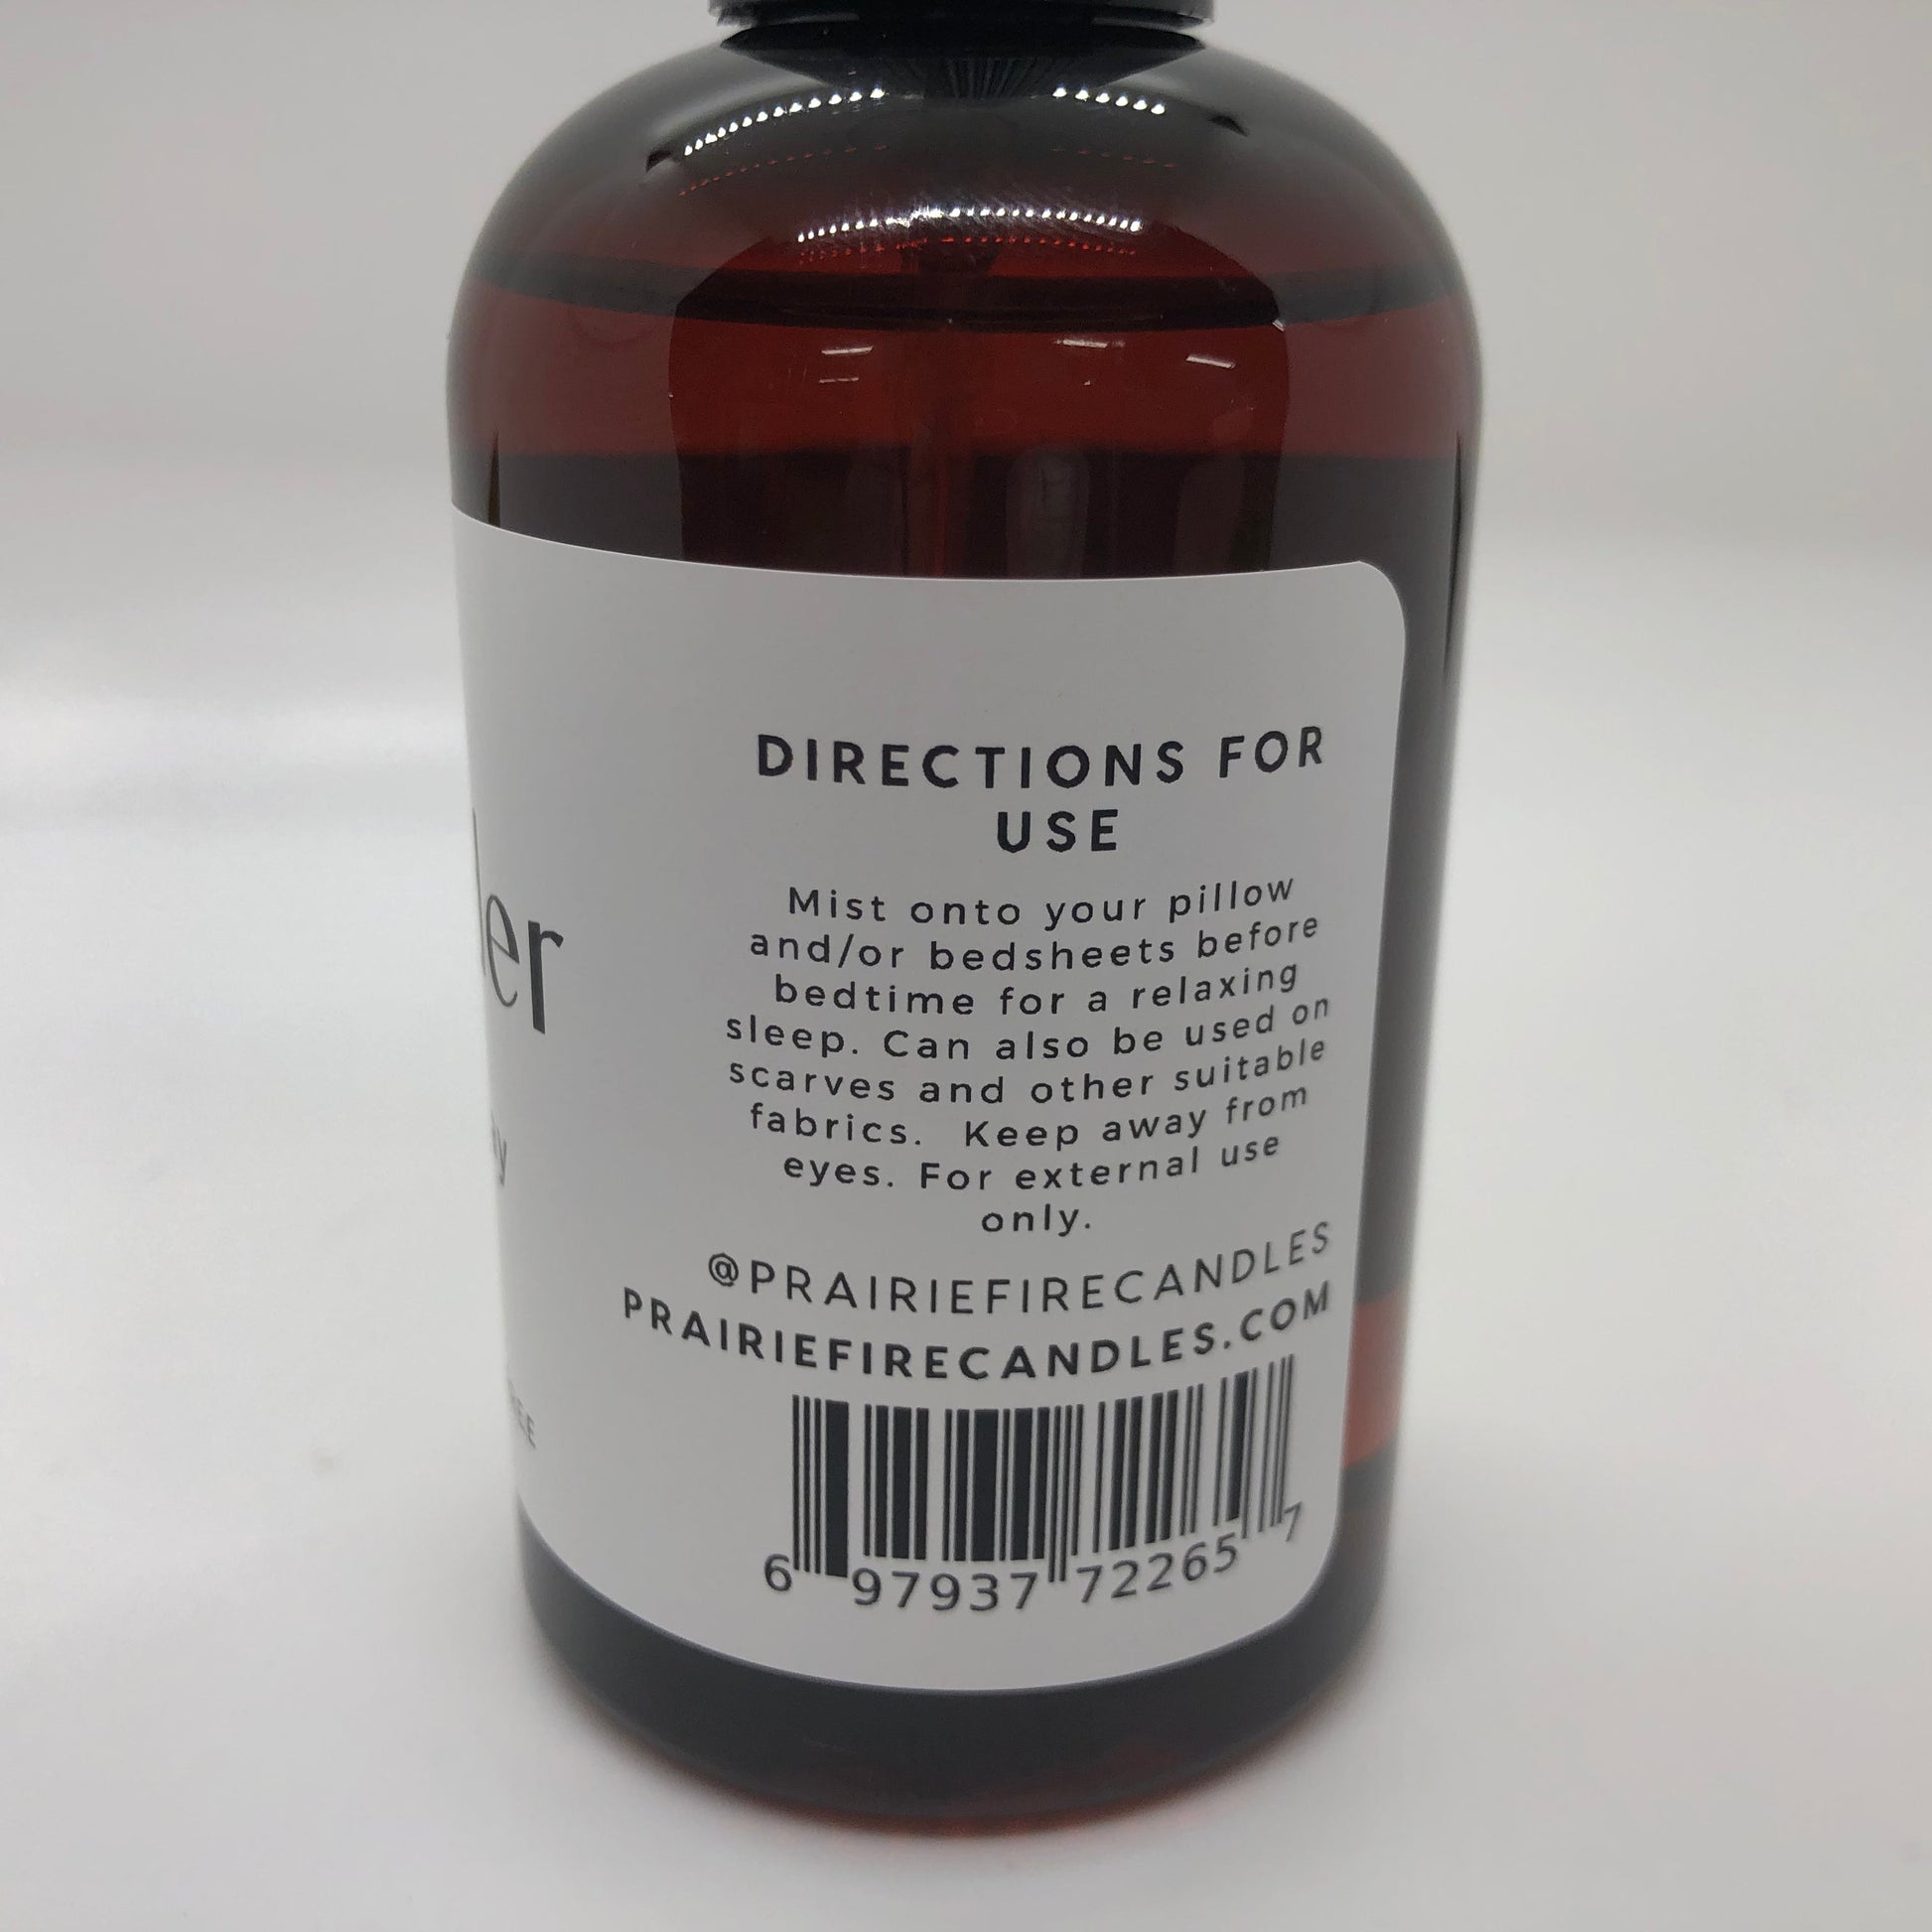 DIRECTIONS FOR
USE
Mist onto your pillow
and/or bedsheets before
bedtime for a relaxing
sleep. Can also be used on
scarves and other suitable
fabrics.  Keep away from
eyes. For external use
only.
@PRAIRIEFIRECANDLES
PRAIRIEFIRECANDLES.COM
6 97937 72265 7